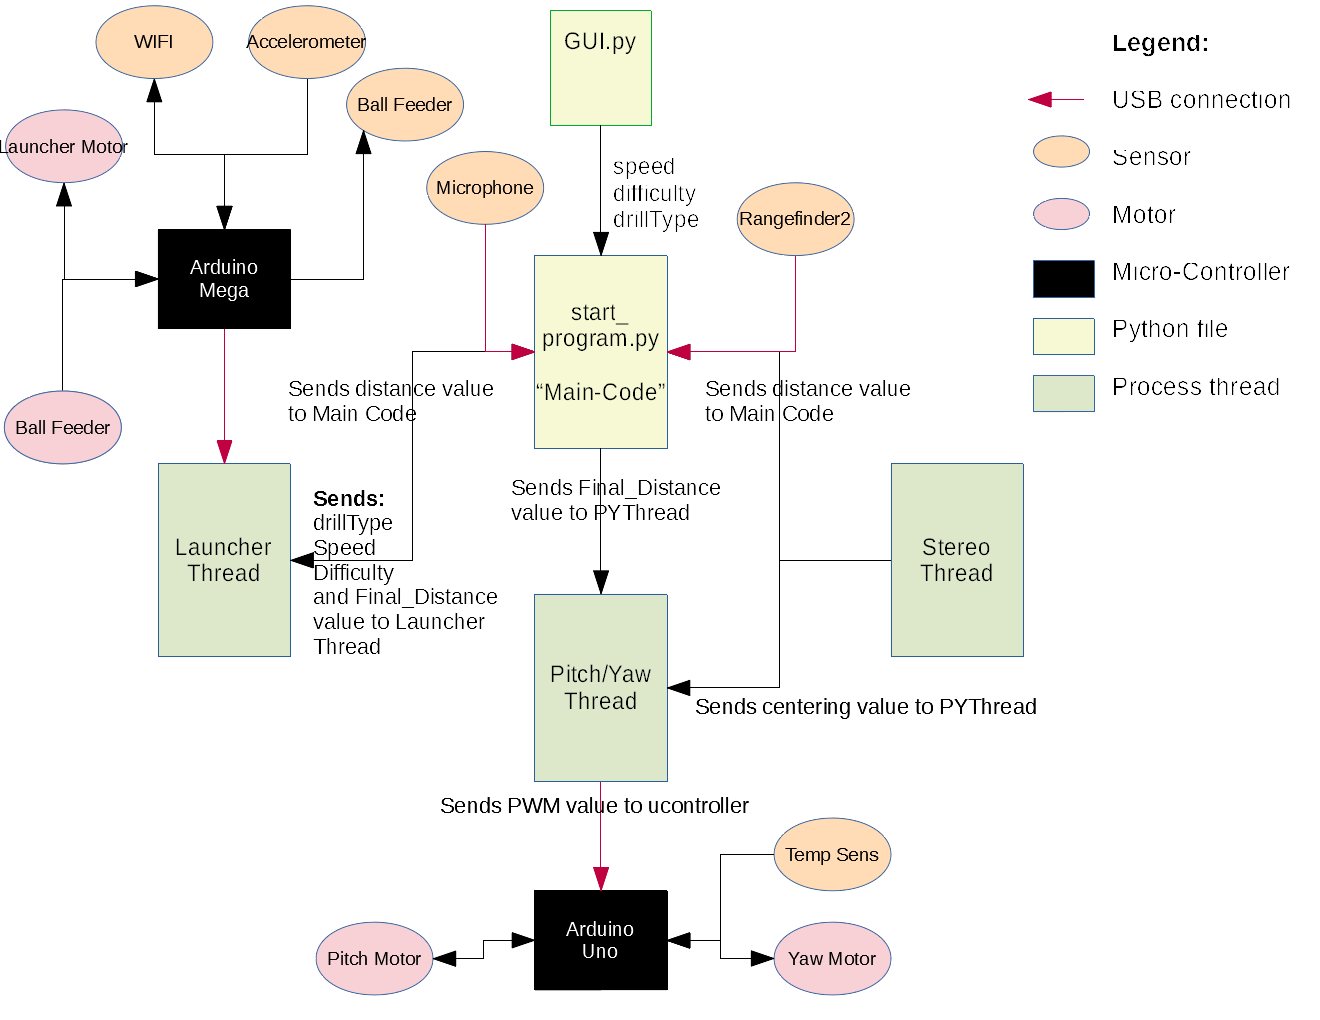 WIFI
Accelerometer
Ball Feeder
Launcher Motor
Microphone
GUI.py
speed
difficulty
drillType
Rangefinder2
Legend:
USB connection
Sensor
Motor
Micro-Controller
Python file
Process thread
Arduino
Mega
start_
program.py
“Main-Code”
Sends distance value
to Main Code
Sends distance value
to Main Code
Ball Feeder
Sends Final_Distance
value to PYThread
Sends:
drillType
Speed
Difficulty
and Final_Distance
value to Launcher
Thread
Launcher
Thread
Stereo
Thread
Pitch/Yaw
Thread
Sends centering value to PYThread
Sends PWM value to ucontroller
Temp Sens
Arduino
Uno
Pitch Motor
Yaw Motor